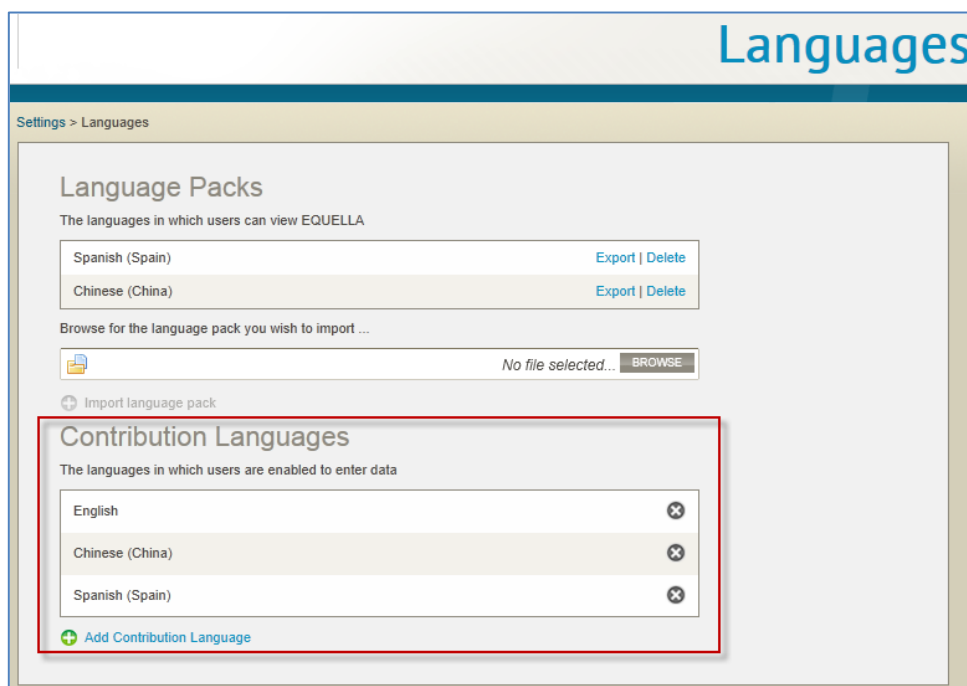 Languages
Settings > Languages
Language Packs
The languages in which users can view EQUELLA
Spanish (Spain) Export | Delete
Chinese (China) Export | Delete
Browse for the language pack you wish to import ...
No file selected... BROWSE
Import language pack
Contribution Languages
The languages in which users are enabled to enter data
English
Chinese (China)
Spanish (Spain)
Add Contribution Language